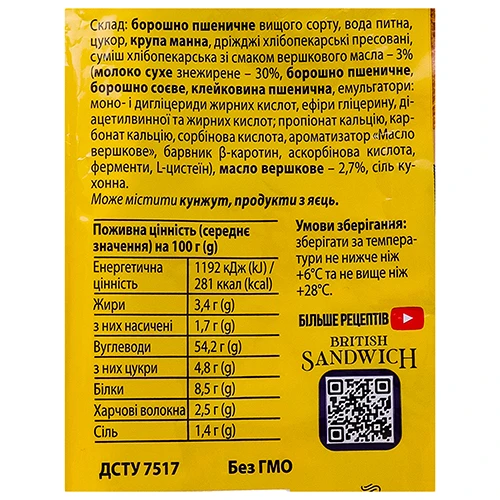 Склад: борошно пшеничне вищого сорту, вода питна,
цукор, крупа манна, дріжджі хлібопекарські пресовані,
суміш хлібопекарська зі смаком вершкового масла – 3%
(молоко сухе знежирене – 30%, борошно пшеничне,
борошно соєве, клейковина пшенична, емульгатори:
моно- і дигліцериди жирних кислот, ефіри гліцерину, ді-
ацетилвинної та жирних кислот; пропіонат кальцію, кар-
бонат кальцію, сорбінова кислота, ароматизатор «Масло
вершкове», барвник β-каротин, аскорбінова кислота,
ферменти, L-цистеїн), масло вершкове – 2,7%, сіль ку-
хонна.
Може містити кунжут, продукти з яєць.
Поживна цінність (середнє
значення) на 100 г (g)
Енергетична цінність 1192 кДж (kJ) /
281 ккал (kcal)
Жири 3,4 г (g)
з них насичені 1,7 г (g)
Вуглеводи 54,2 г (g)
з них цукри 4,8 г (g)
Білки 8,5 г (g)
Харчові волокна 2,5 г (g)
Сіль 1,4 г (g)
Умови зберігання:
зберігати за темпера-
тури не нижче ніж
+6°С та не вище ніж
+28°С.
БІЛЬШЕ РЕЦЕПТІВ
BRITISH
SANDWICH
ДСТУ 7517 Без ГМО